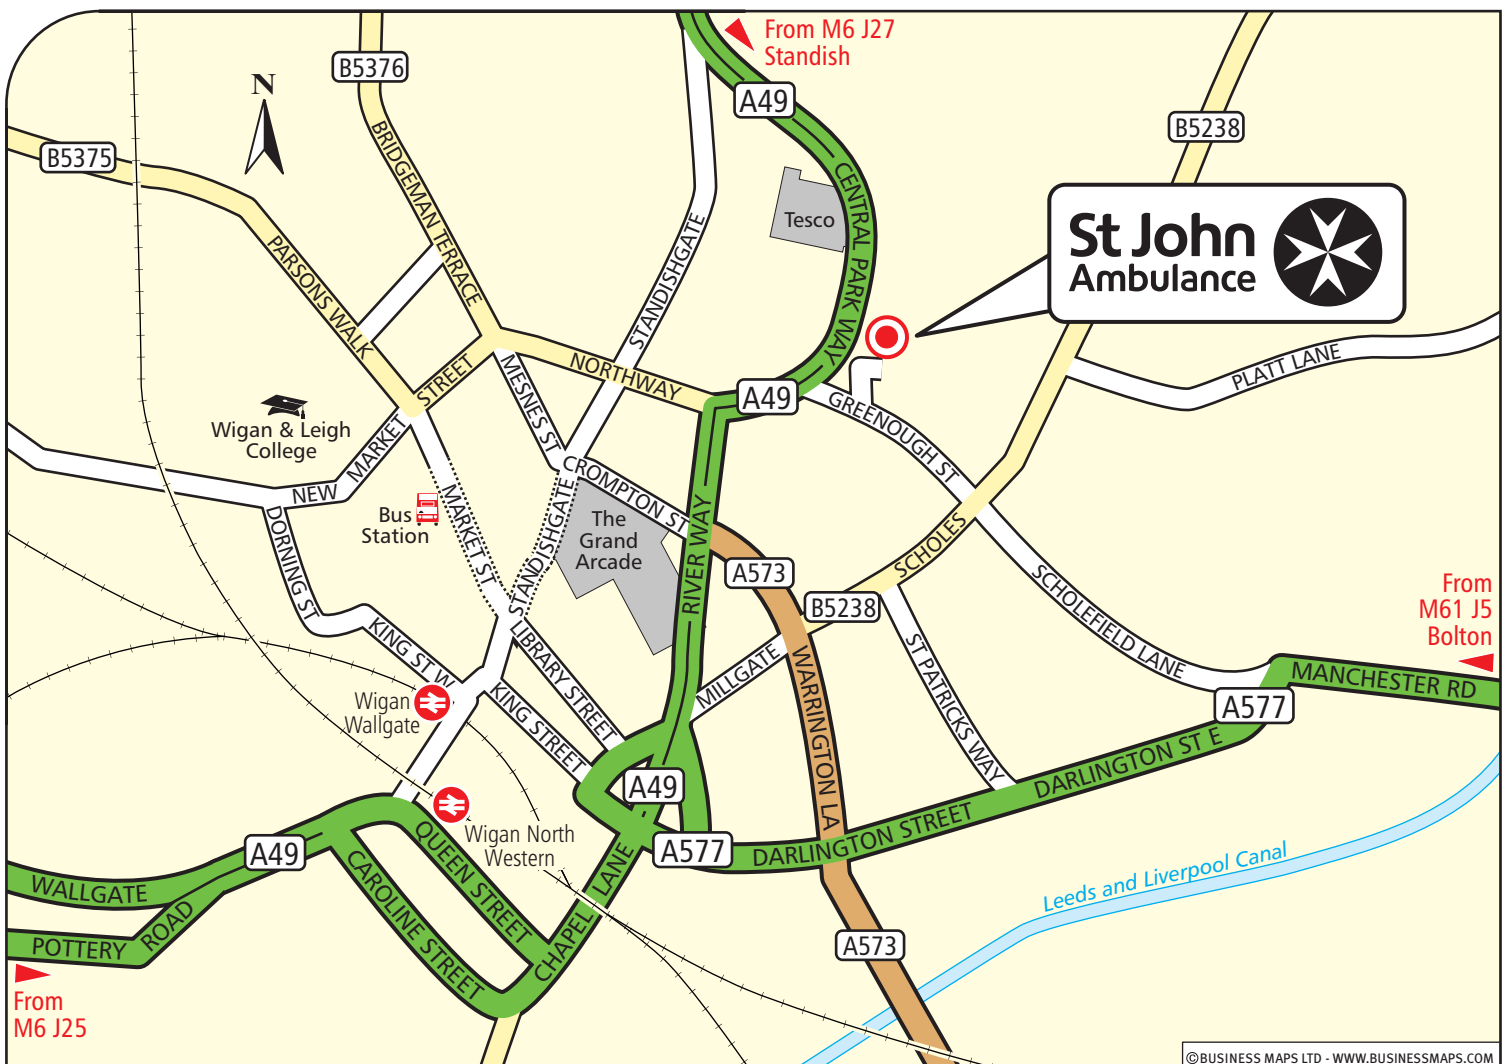 From M6 J27
Standish
B5376
A49
N
B5238
B5375
BRIDGEMAN TERRACE
CENTRAL PARK WAY
Tesco
St John
Ambulance
STANDISHGATE
PARSONS WALK
NORTHWAY
STREET
MESNES ST
A49
PLATT LANE
GREENOUGH ST
Wigan & Leigh
College
MARKET
NEW
CROMPTON ST
Bus
Station
MARKET ST
STANDISHGATE
The
Grand
Arcade
RIVER WAY
DORNING ST
A573
SCHOLES
B5238
SCHOLEFIELD LANE
From
M61 J5
Bolton
KING ST W
LIBRARY STREET
MILLGATE
WARRINGTON LA
ST PATRICKS WAY
MANCHESTER RD
A577
Wigan
Wallgate
KING STREET
A49
DARLINGTON ST E
DARLINGTON STREET
A577
Wigan North
Western
QUEEN STREET
A49
CAROLINE STREET
CHAPEL LANE
WALLGATE
POTTERY
ROAD
Leeds and Liverpool Canal
A573
From
M6 J25
©BUSINESS MAPS LTD - WWW.BUSINESSMAPS.COM